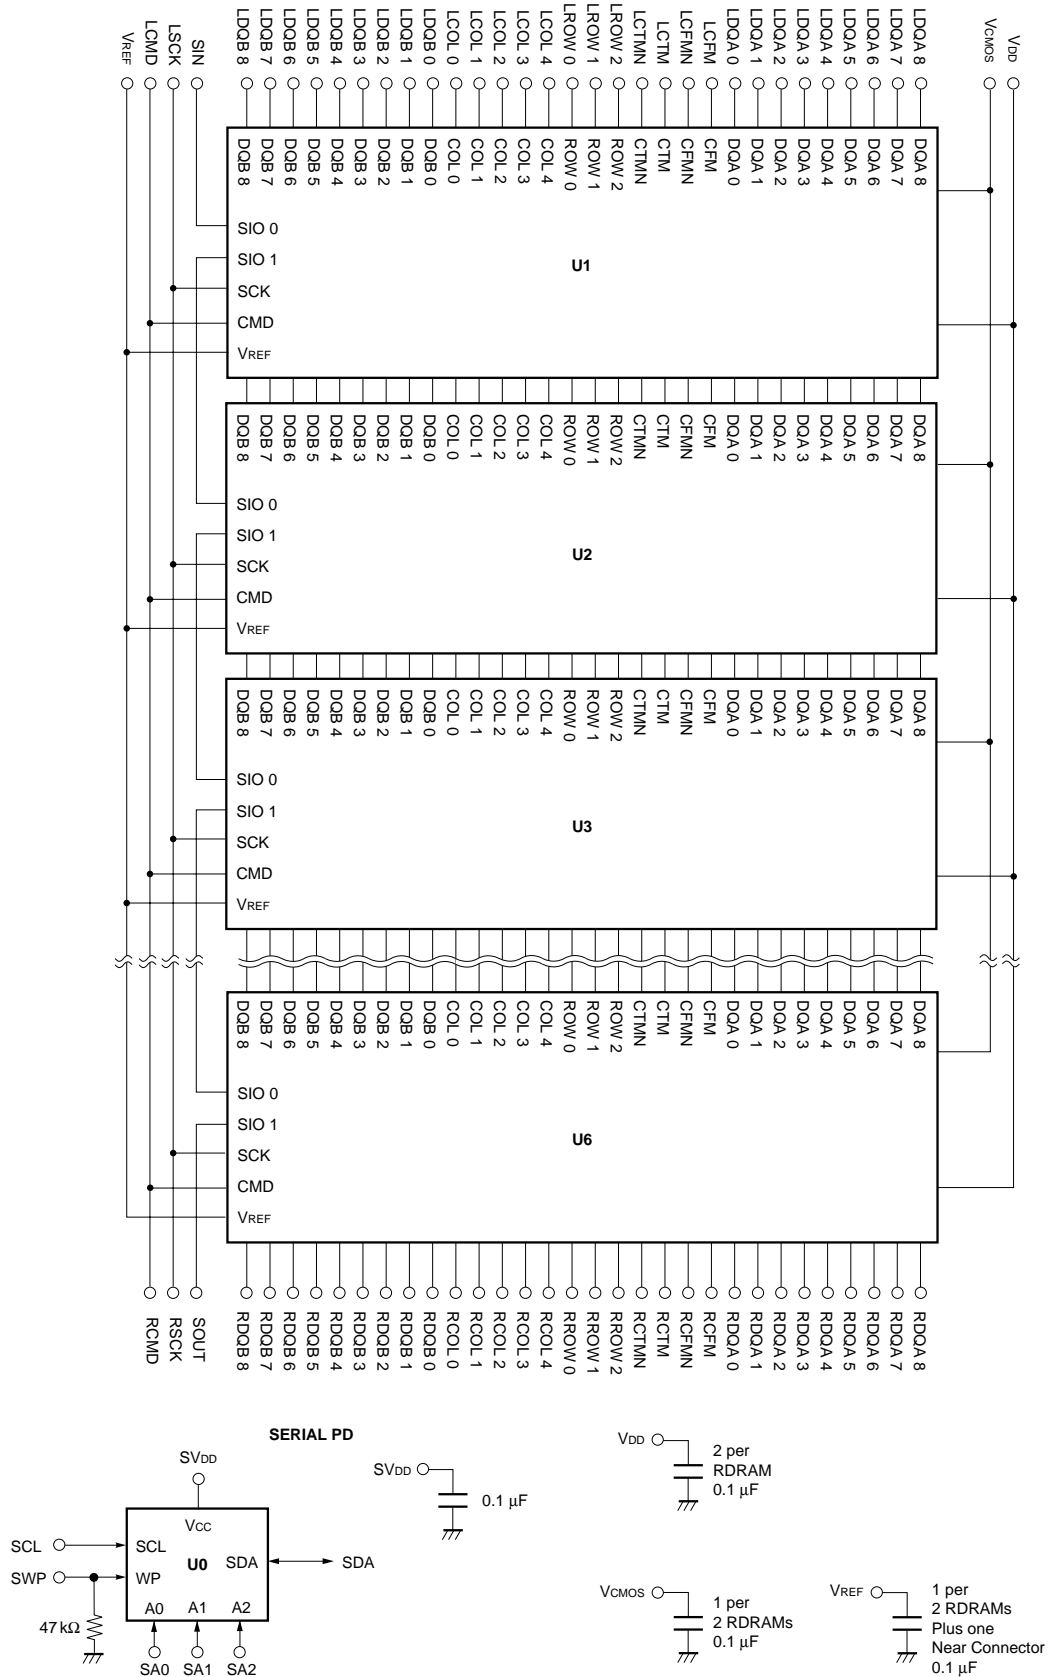 VREF
LCMD
LSCK
SIN
LDQB 8
LDQB 7
LDQB 6
LDQB 5
LDQB 4
LDQB 3
LDQB 2
LDQB 1
LDQB 0
LCOL 0
LCOL 1
LCOL 2
LCOL 3
LCOL 4
LROW 0
LROW 1
LROW 2
LCTMN
LCTM
LCFMN
LCFM
LDQA 0
LDQA 1
LDQA 2
LDQA 3
LDQA 4
LDQA 5
LDQA 6
LDQA 7
LDQA 8
VCMOS
VDD
DQB 8
DQB 7
DQB 6
DQB 5
DQB 4
DQB 3
DQB 2
DQB 1
DQB 0
COL 0
COL 1
COL 2
COL 3
COL 4
ROW 0
ROW 1
ROW 2
CTMN
CTM
CFMN
CFM
DQA 0
DQA 1
DQA 2
DQA 3
DQA 4
DQA 5
DQA 6
DQA 7
DQA 8
SIO 0
SIO 1
SCK
CMD
VREF
U1
DQB 8
DQB 7
DQB 6
DQB 5
DQB 4
DQB 3
DQB 2
DQB 1
DQB 0
COL 0
COL 1
COL 2
COL 3
COL 4
ROW 0
ROW 1
ROW 2
CTMN
CTM
CFMN
CFM
DQA 0
DQA 1
DQA 2
DQA 3
DQA 4
DQA 5
DQA 6
DQA 7
DQA 8
SIO 0
SIO 1
SCK
CMD
VREF
U2
DQB 8
DQB 7
DQB 6
DQB 5
DQB 4
DQB 3
DQB 2
DQB 1
DQB 0
COL 0
COL 1
COL 2
COL 3
COL 4
ROW 0
ROW 1
ROW 2
CTMN
CTM
CFMN
CFM
DQA 0
DQA 1
DQA 2
DQA 3
DQA 4
DQA 5
DQA 6
DQA 7
DQA 8
SIO 0
SIO 1
SCK
CMD
VREF
U3
DQB 8
DQB 7
DQB 6
DQB 5
DQB 4
DQB 3
DQB 2
DQB 1
DQB 0
COL 0
COL 1
COL 2
COL 3
COL 4
ROW 0
ROW 1
ROW 2
CTMN
CTM
CFMN
CFM
DQA 0
DQA 1
DQA 2
DQA 3
DQA 4
DQA 5
DQA 6
DQA 7
DQA 8
SIO 0
SIO 1
SCK
CMD
VREF
U6
RCMD
RSCK
SOUT
RDQB 8
RDQB 7
RDQB 6
RDQB 5
RDQB 4
RDQB 3
RDQB 2
RDQB 1
RDQB 0
RCOL 0
RCOL 1
RCOL 2
RCOL 3
RCOL 4
RROW 0
RROW 1
RROW 2
RCTMN
RCTM
RCFMN
RCFM
RDQA 0
RDQA 1
RDQA 2
RDQA 3
RDQA 4
RDQA 5
RDQA 6
RDQA 7
RDQA 8
SERIAL PD
SVDD
VCC
SCL
SCL
U0
SDA
SDA
SWP
WP
47 kΩ
A0
A1
A2
SA0
SA1
SA2
SVDD
0.1 µF
VDD
2 per
RDRAM
0.1 µF
VCMOS
1 per
2 RDRAMs
0.1 µF
VREF
1 per
2 RDRAMs
Plus one
Near Connector
0.1 µF